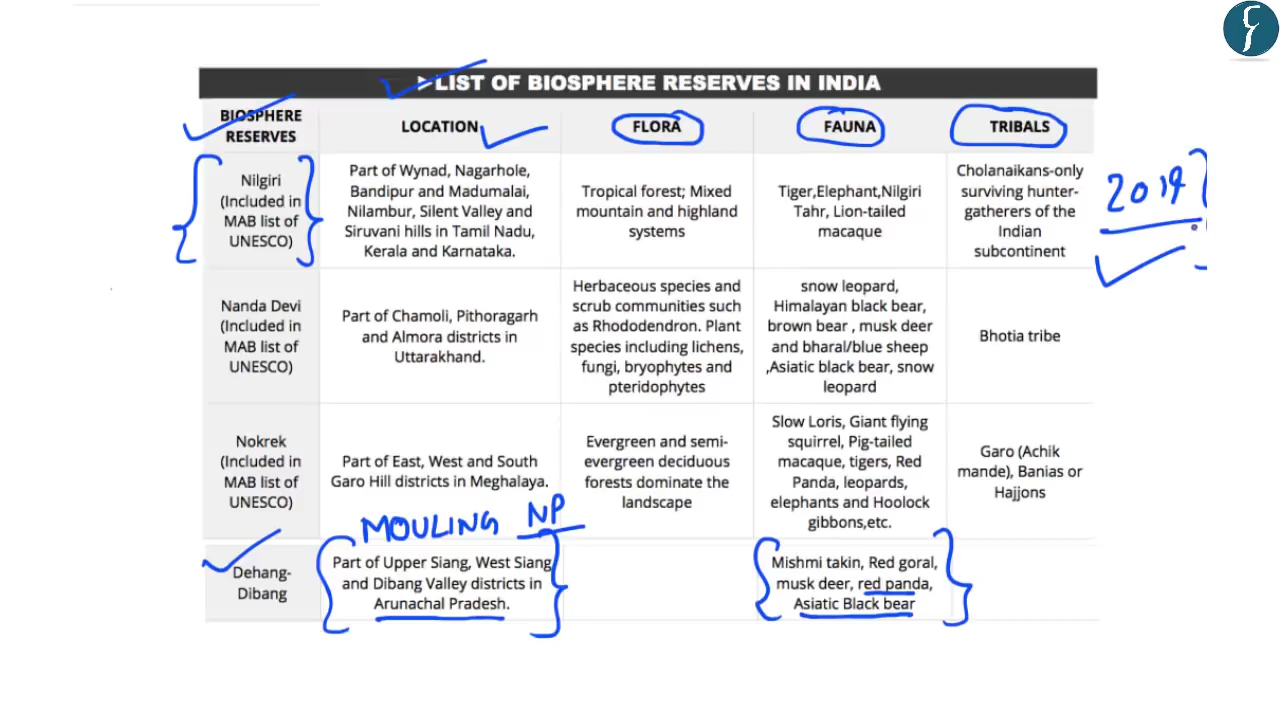 ➢LIST OF BIOSPHERE RESERVES IN INDIA
BIOSPHERE
RESERVES
LOCATION
FLORA
FAUNA
TRIBALS
Nilgiri
(Included in
MAB list of
UNESCO)
Part of Wynad, Nagarhole,
Bandipur and Madumalai,
Nilambur, Silent Valley and
Siruvani hills in Tamil Nadu,
Kerala and Karnataka.
Tropical forest; Mixed
mountain and highland
systems
Tiger,Elephant,Nilgiri
Tahr, Lion-tailed
macaque
Cholanaikans-only
surviving hunter-
gatherers of the
Indian
subcontinent
2019
Nanda Devi
(Included in
MAB list of
UNESCO)
Part of Chamoli, Pithoragarh
and Almora districts in
Uttarakhand.
Herbaceous species and
scrub communities such
as Rhododendron. Plant
species including lichens,
fungi, bryophytes and
pteridophytes
snow leopard,
Himalayan black bear,
brown bear , musk deer
and bharal/blue sheep
,Asiatic black bear, snow
leopard
Bhotia tribe
Nokrek
(Included in
MAB list of
UNESCO)
Part of East, West and South
Garo Hill districts in Meghalaya.
Evergreen and semi-
evergreen deciduous
forests dominate the
landscape
Slow Loris, Giant flying
squirrel, Pig-tailed
macaque, tigers, Red
Panda, leopards,
elephants and Hoolock
gibbons,etc.
Garo (Achik
mande), Banias or
Hajjons
MOULING NP
Dehang-
Dibang
Part of Upper Siang, West Siang
and Dibang Valley districts in
Arunachal Pradesh.
Mishmi takin, Red goral,
musk deer, red panda,
Asiatic Black bear